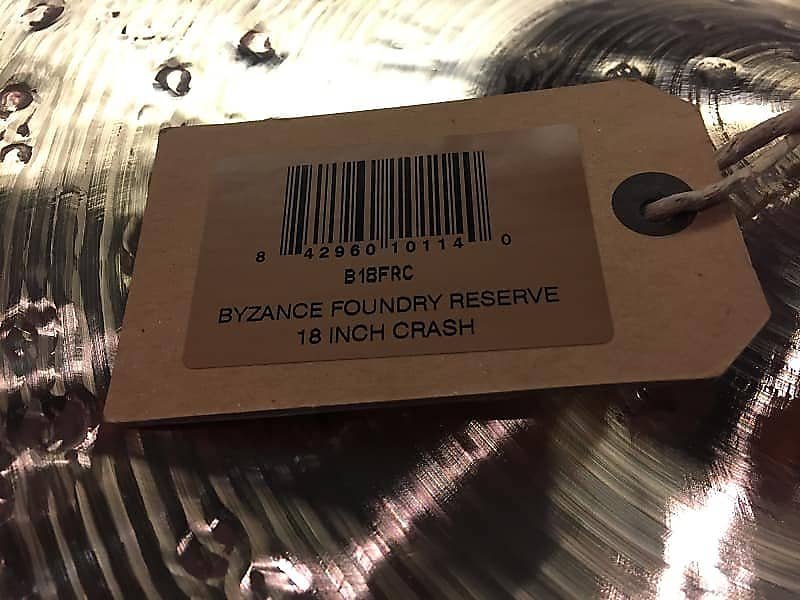 8 42960 10114 0
B18FRC
BYZANCE FOUNDRY RESERVE
18 INCH CRASH